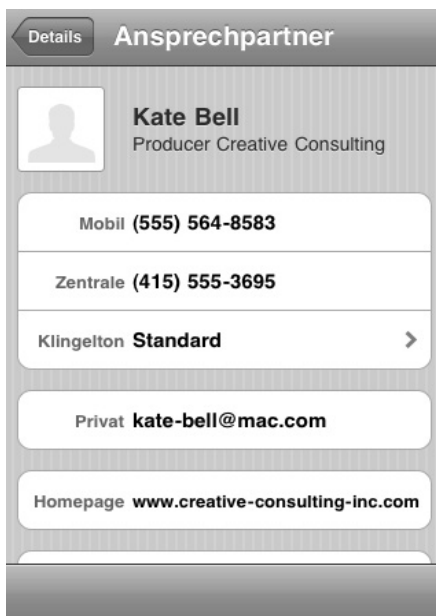 Details Ansprechpartner
Kate Bell
Producer Creative Consulting
Mobil (555) 564-8583
Zentrale (415) 555-3695
Klingelton Standard
Privat kate-bell@mac.com
Homepage www.creative-consulting-inc.com